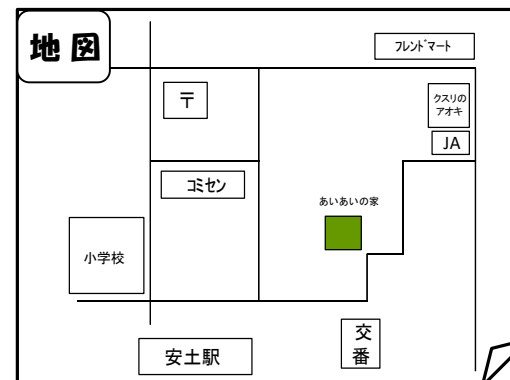 地図
フレンドマート
〒
クスリの
アオキ
JA
コミセン
あいあいの家
小学校
交
番
安土駅